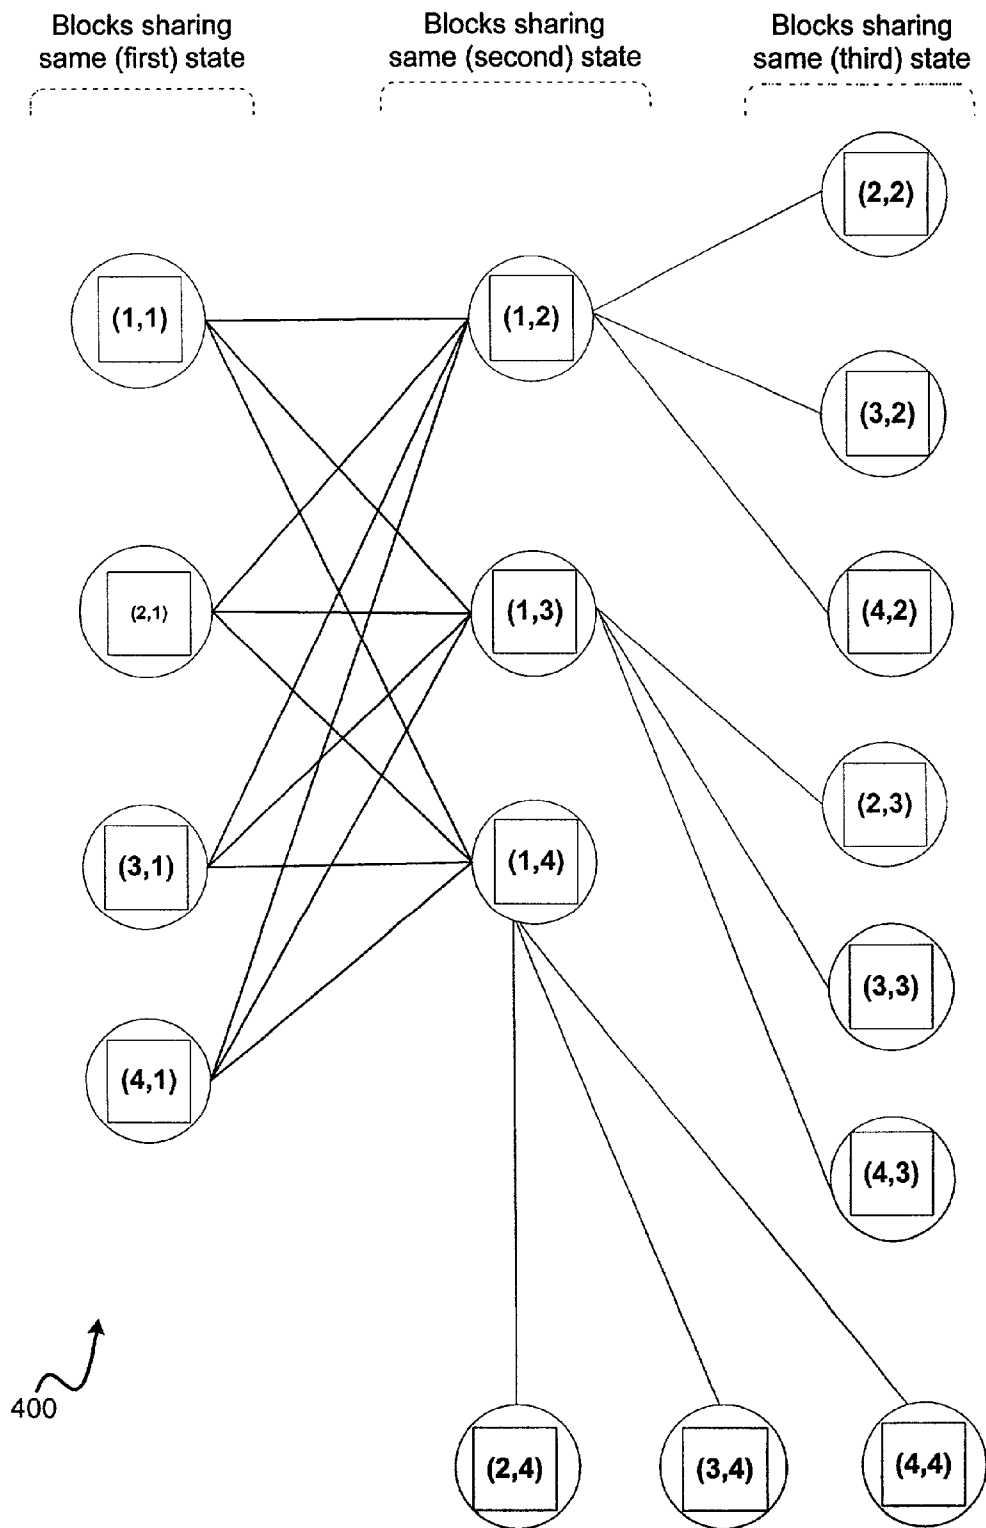 Blocks sharing
same (first) state
Blocks sharing
same (second) state
Blocks sharing
same (third) state
(2,2)
(1,1)
(1,2)
(3,2)
(2,1)
(1,3)
(4,2)
(2,3)
(3,1)
(1,4)
(3,3)
(4,1)
(4,3)
400
(2,4)
(3,4)
(4,4)